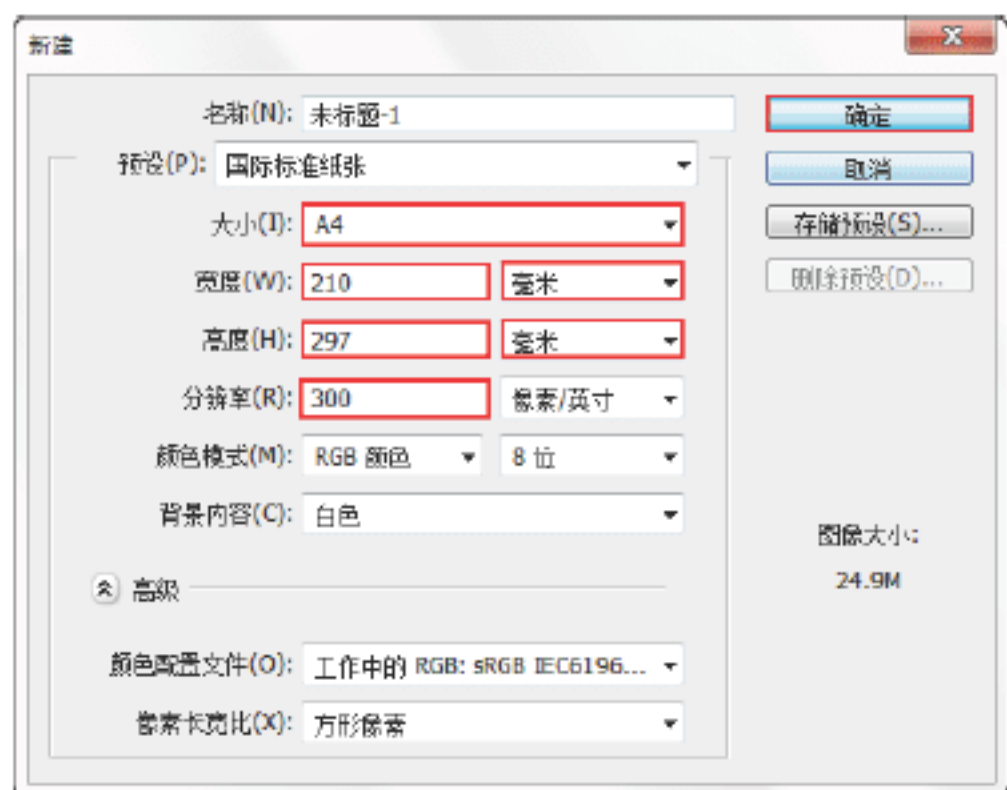 新建
名称(N): 未标题-1
确定
预设(P): 国际标准纸张
取消
大小(I): A4
存储预设(S)...
宽度(W): 210 毫米
删除预设(D)...
高度(H): 297 毫米
分辨率(R): 300 像素/英寸
颜色模式(M): RGB 颜色 8 位
背景内容(C): 白色
图像大小:
24.9M
高级
颜色配置文件(O): 工作中的 RGB: sRGB IEC6196...
像素长宽比(X): 方形像素